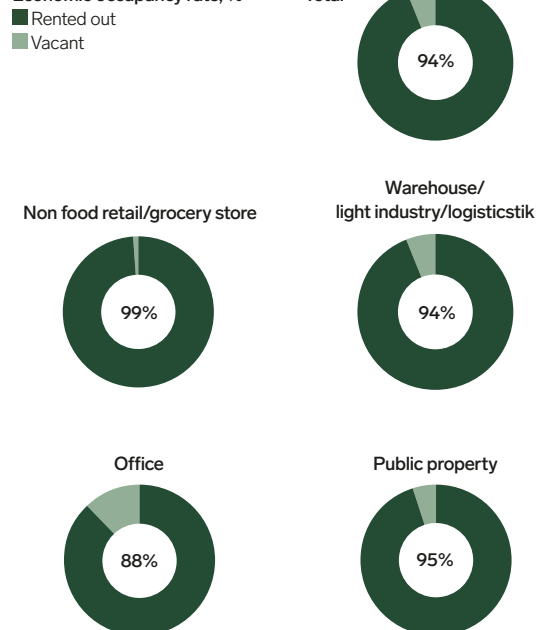 Economic occupancy rate, %
Total
Rented out
Vacant
94%
Warehouse/
Non food retail/grocery store
light industry/logisticstik
99%
94%
Office
Public property
88%
95%